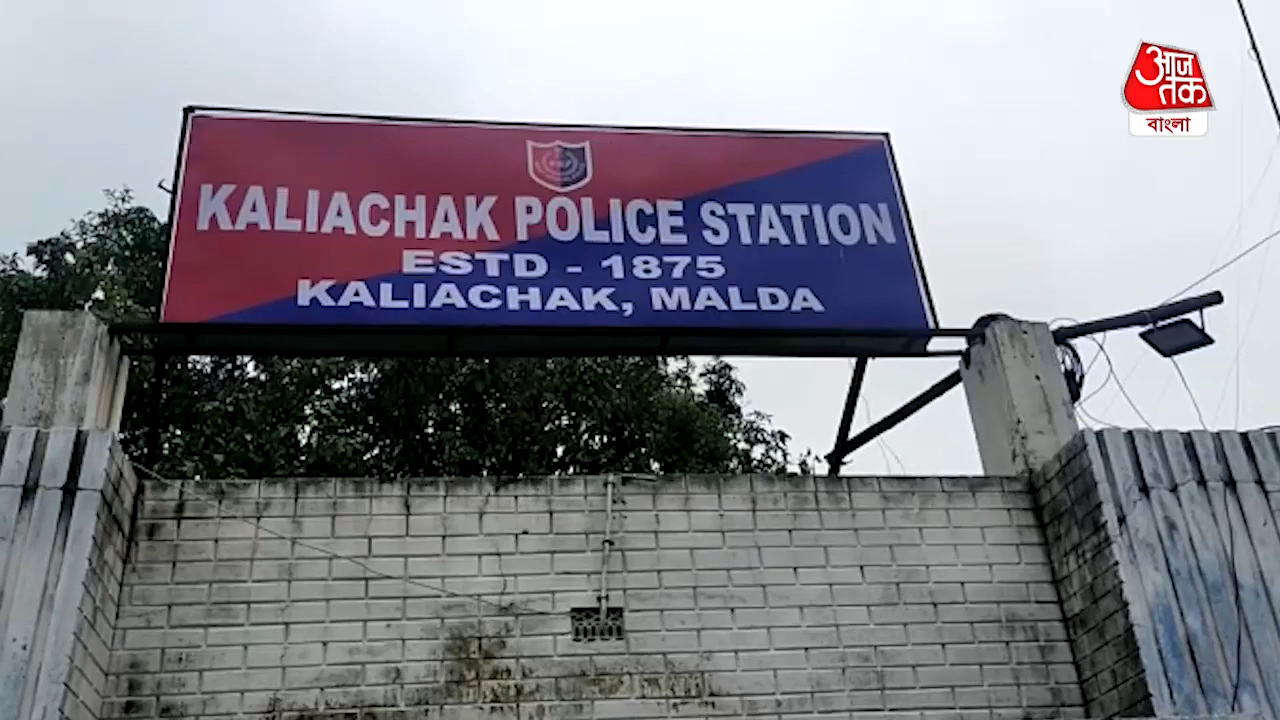 आज
तक
বাংলা
KALIACHAK POLICE STATION
ESTD - 1875
KALIACHAK, MALDA